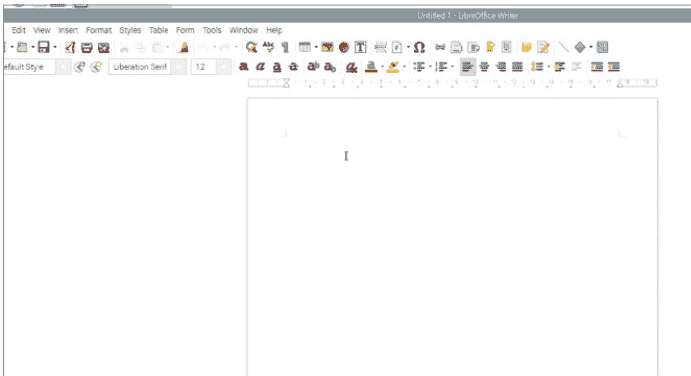 Untitled 1 - LibreOffice Writer
Edit View Insert Format Styles Table Form Tools Window Help
efault Style Liberation Serif 12